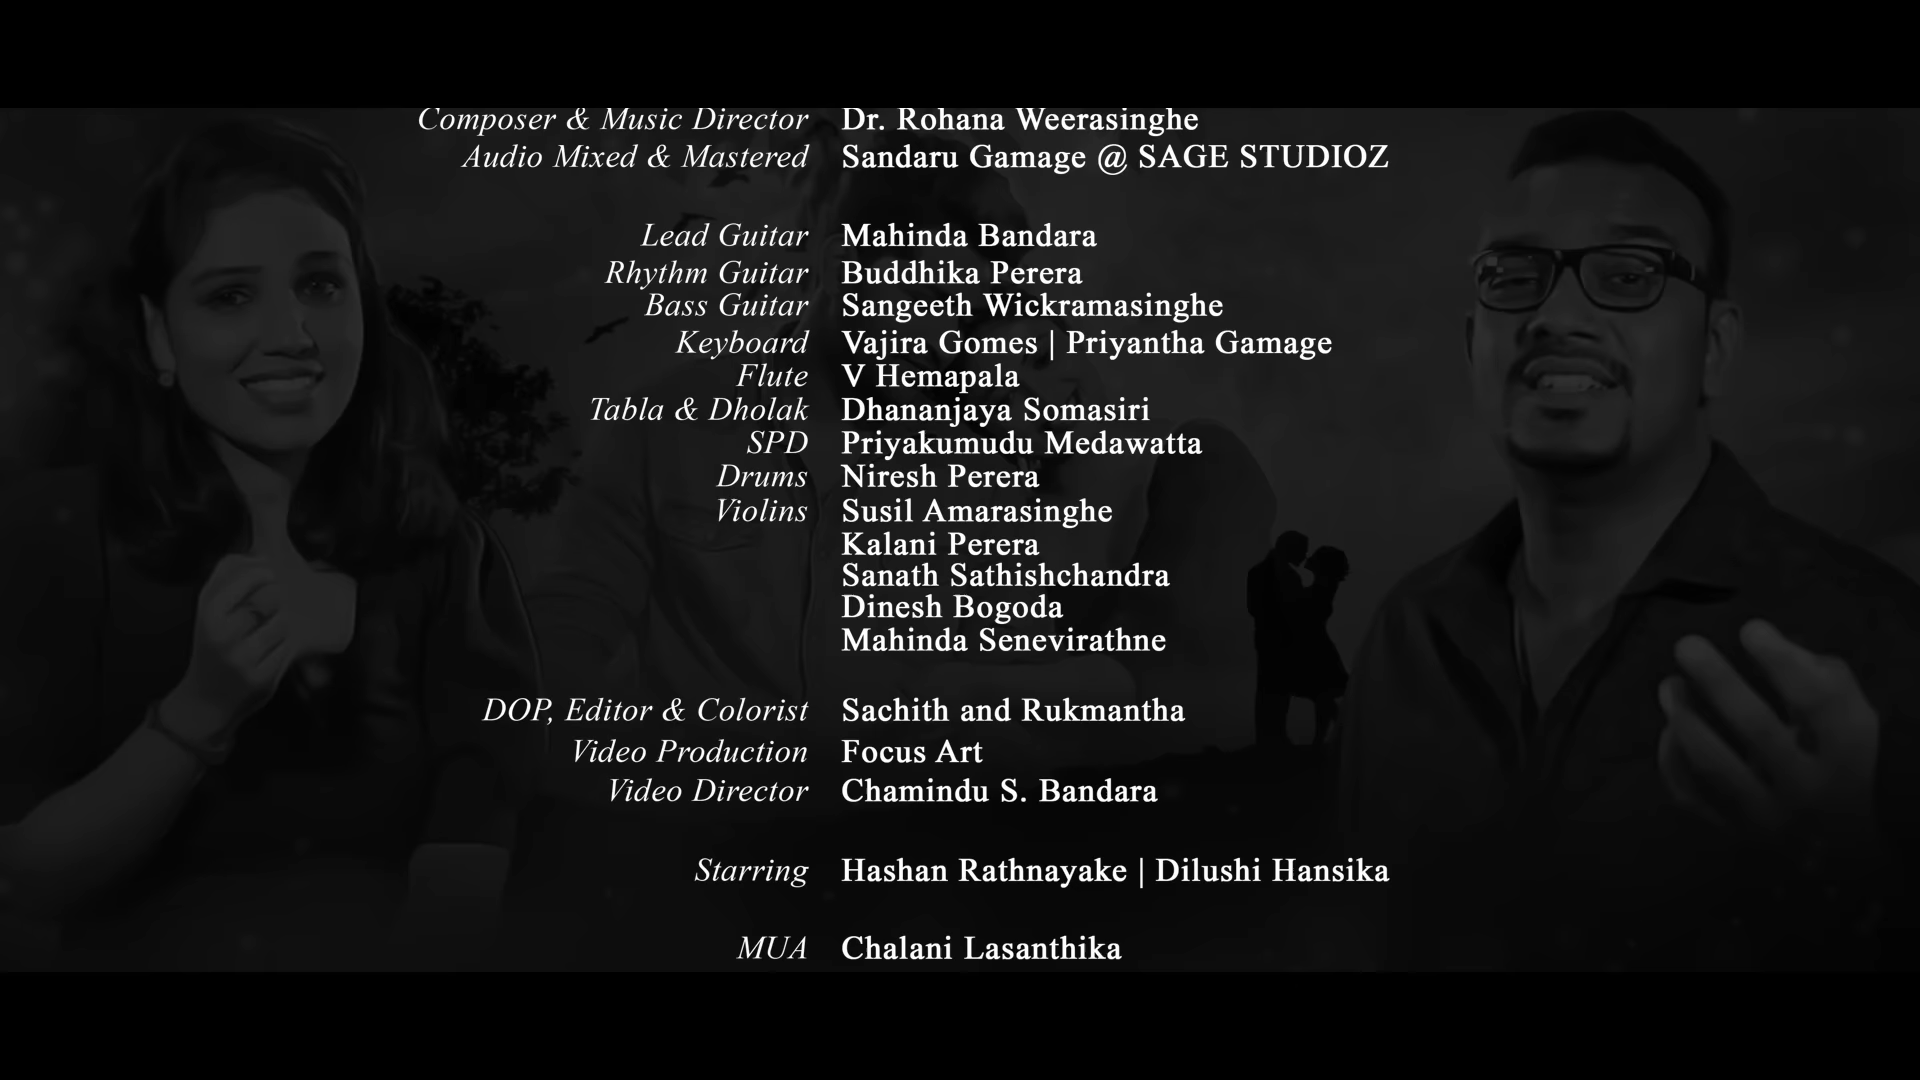 Composer & Music Director Dr. Rohana Weerasinghe
Audio Mixed & Mastered Sandaru Gamage @ SAGE STUDIOZ
Lead Guitar Mahinda Bandara
Rhythm Guitar Buddhika Perera
Bass Guitar Sangeeth Wickramasinghe
Keyboard Vajira Gomes | Priyantha Gamage
Flute V Hemapala
Tabla & Dholak Dhananjaya Somasiri
SPD Priyakumudu Medawatta
Drums Niresh Perera
Violins Susil Amarasinghe
Kalani Perera
Sanath Sathishchandra
Dinesh Bogoda
Mahinda Senevirathne
DOP, Editor & Colorist Sachith and Rukmantha
Video Production Focus Art
Video Director Chamindu S. Bandara
Starring Hashan Rathnayake | Dilushi Hansika
MUA Chalani Lasanthika